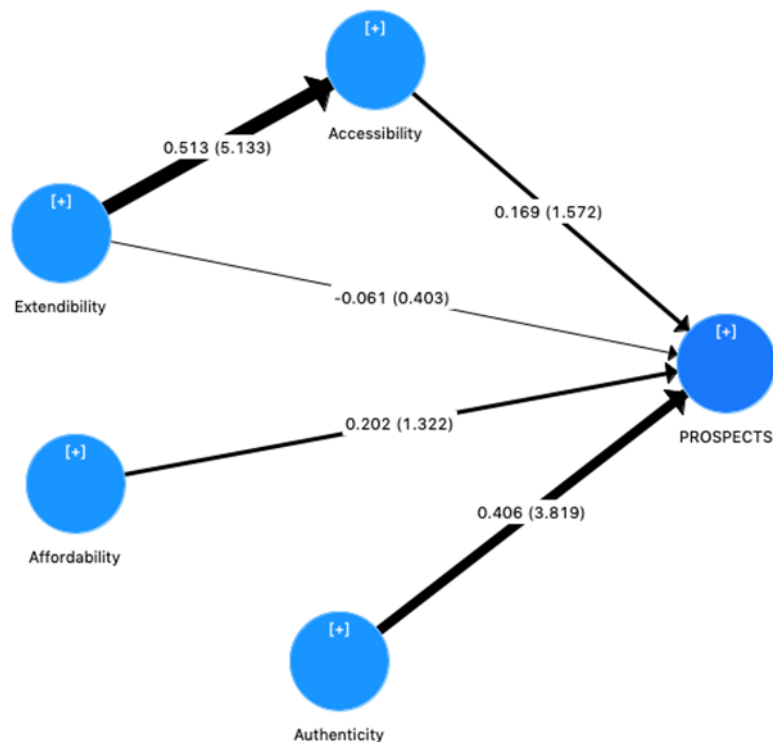 [+]
Accessibility
0.513 (5.133)
[+]
Extendibility
0.169 (1.572)
-0.061 (0.403)
[+]
PROSPECTS
0.202 (1.322)
[+]
Affordability
0.406 (3.819)
[+]
Authenticity